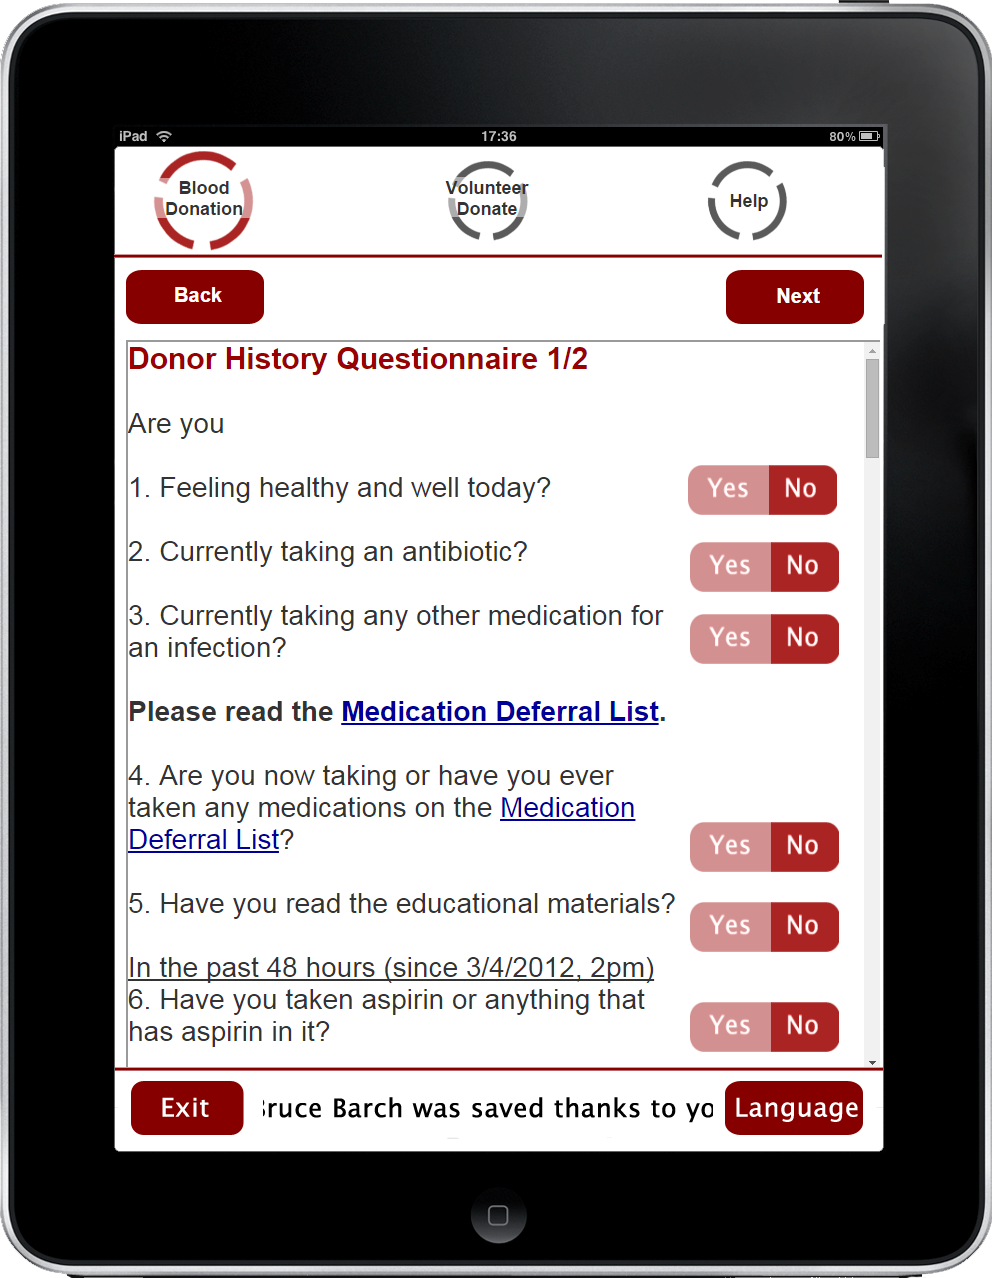 iPad 17:36 80%
Blood Volunteer Help
Donation Donate
Back Next
Donor History Questionnaire 1/2
Are you
1. Feeling healthy and well today? Yes No
2. Currently taking an antibiotic? Yes No
3. Currently taking any other medication for
an infection? Yes No
Please read the Medication Deferral List.
4. Are you now taking or have you ever
taken any medications on the Medication
Deferral List? Yes No
5. Have you read the educational materials? Yes No
In the past 48 hours (since 3/4/2012, 2pm)
6. Have you taken aspirin or anything that
has aspirin in it? Yes No
Exit Bruce Barch was saved thanks to yo Language